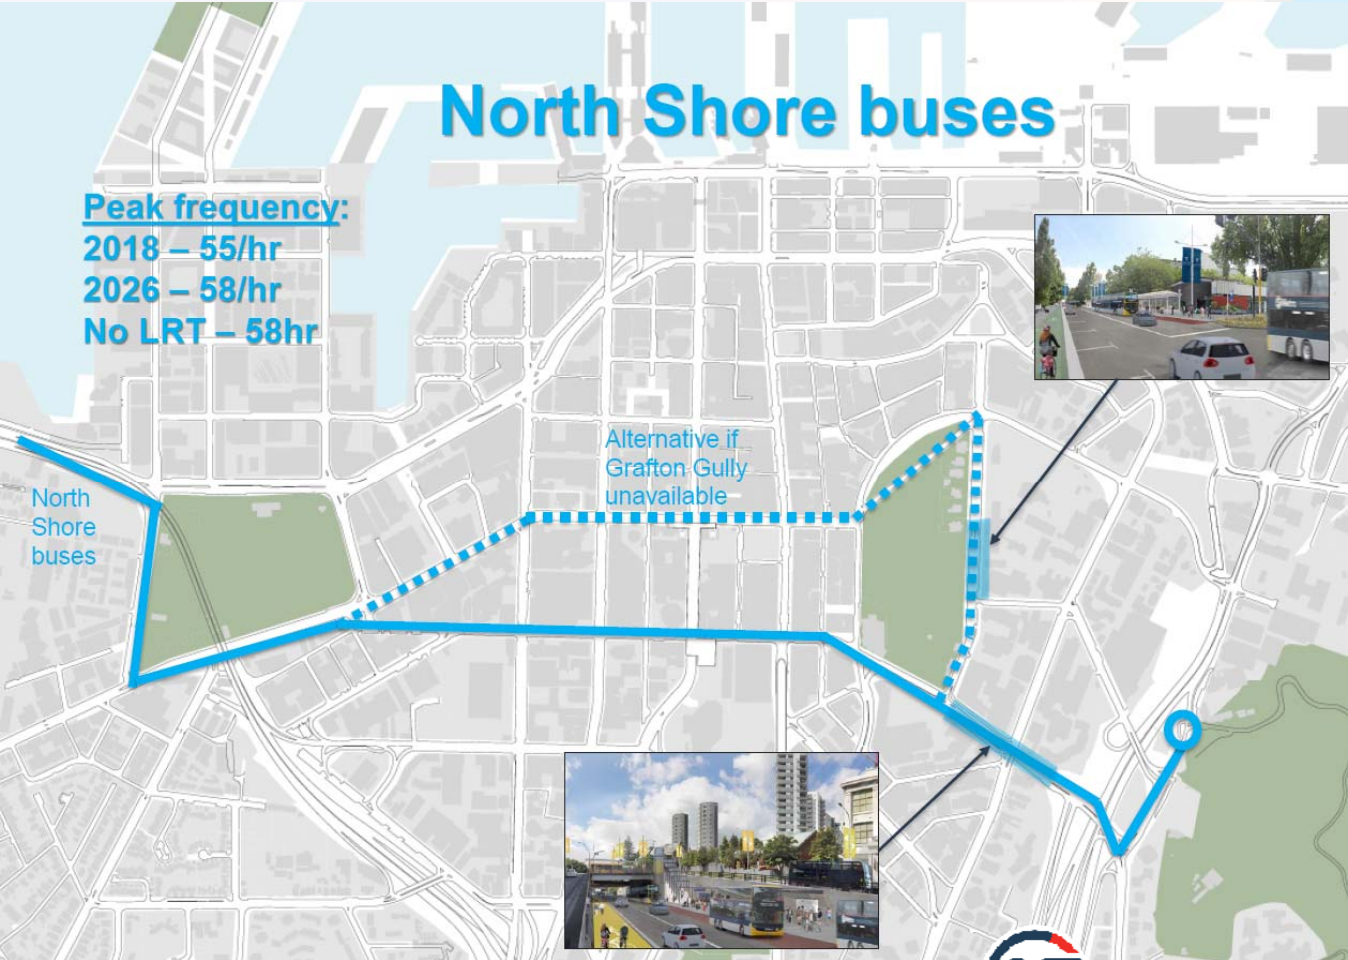 North Shore buses
Peak frequency:
2018 – 55/hr
2026 – 58/hr
No LRT – 58hr
Alternative if
Grafton Gully
unavailable
North
Shore
buses